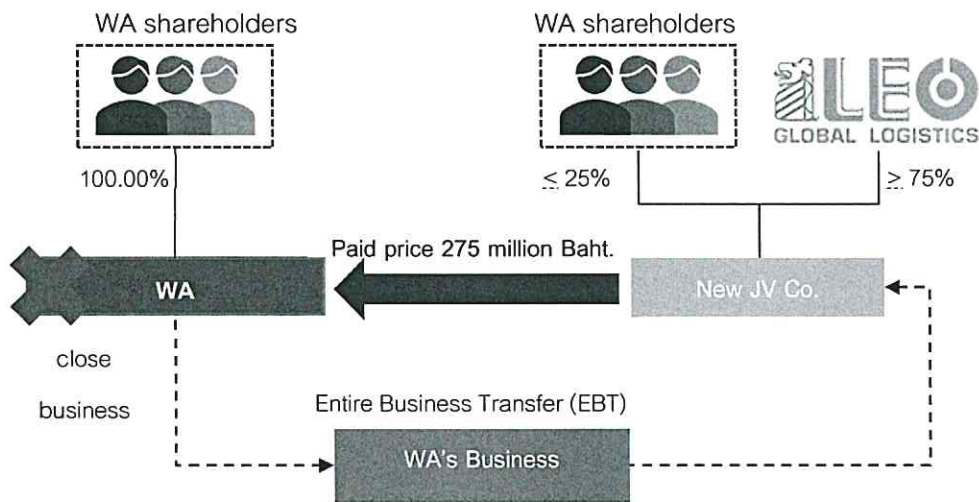 WA shareholders
WA shareholders
LEO
GLOBAL LOGISTICS
100.00%
≤ 25%
≥ 75%
Paid price 275 million Baht.
WA
New JV Co.
close
business
Entire Business Transfer (EBT)
WA's Business